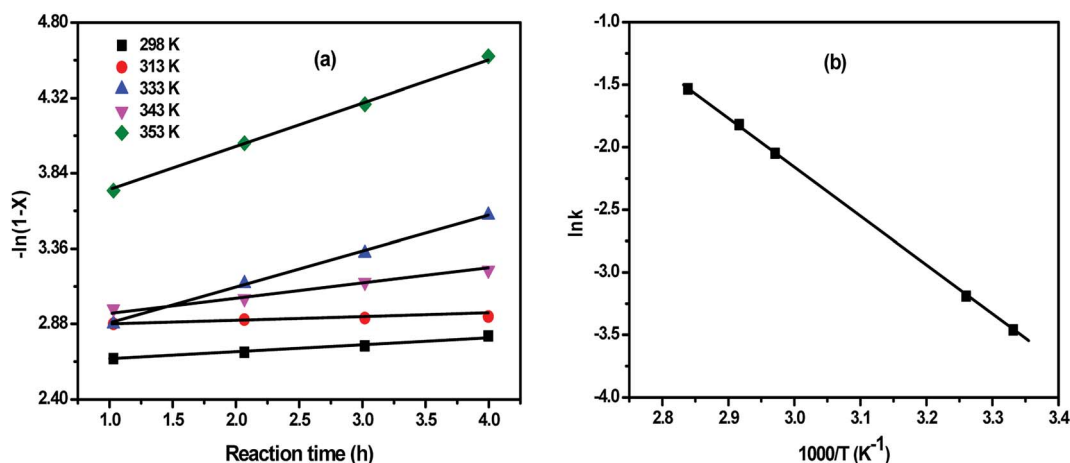 (a)
-ln(1-X)
4.80
4.32
3.84
3.36
2.88
2.40
298 K
313 K
333 K
343 K
353 K
1.0 1.5 2.0 2.5 3.0 3.5 4.0
Reaction time (h)
(b)
lnk
-1.0
-1.5
-2.0
-2.5
-3.0
-3.5
-4.0
2.8 2.9 3.0 3.1 3.2 3.3 3.4
1000/T (K⁻¹)